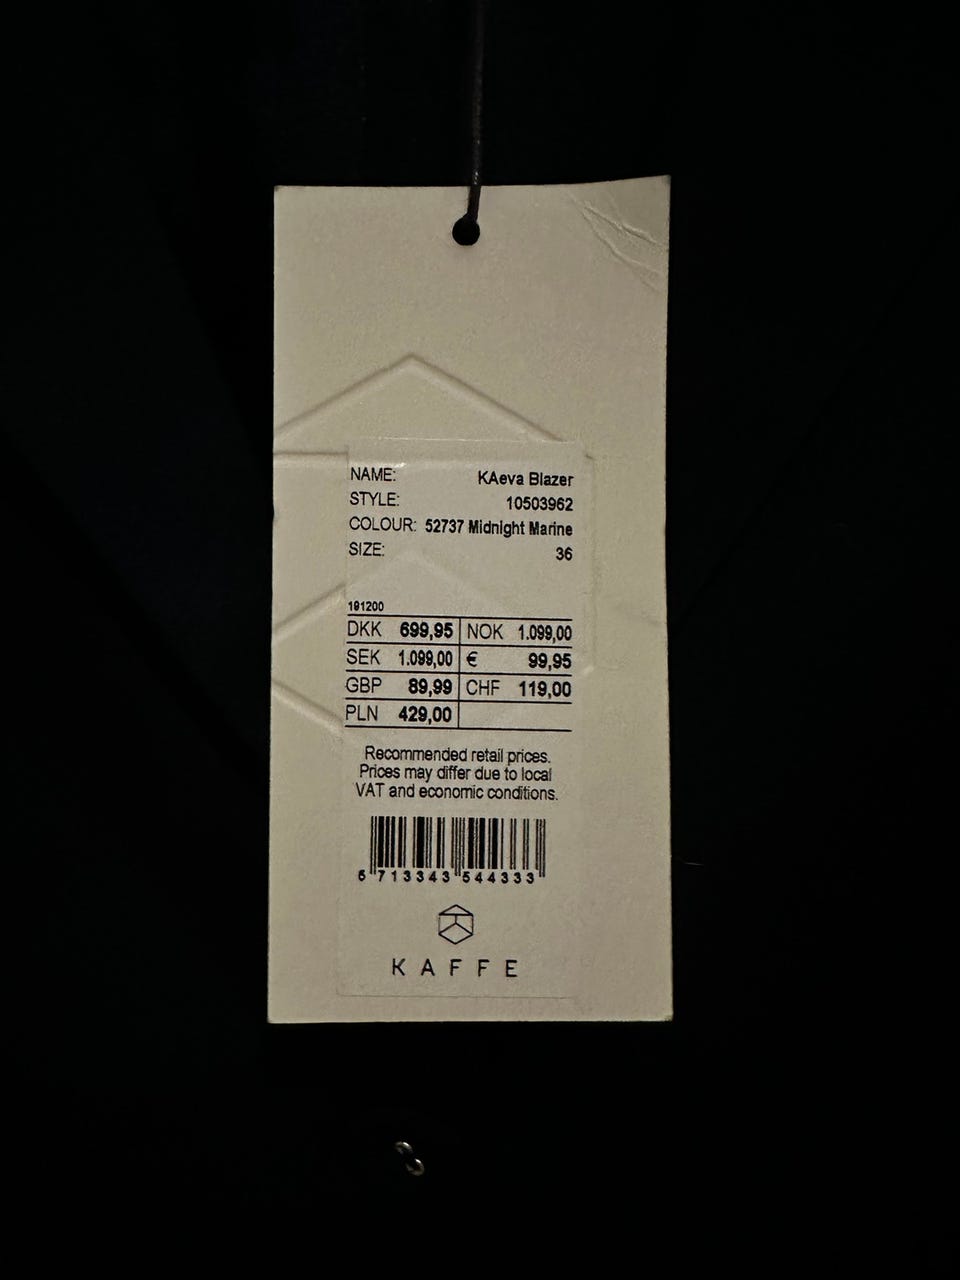 NAME: KAeva Blazer
STYLE: 10503962
COLOUR: 52737 Midnight Marine
SIZE: 36
191200
DKK 699,95 NOK 1.099,00
SEK 1.099,00 € 99,95
GBP 89,99 CHF 119,00
PLN 429,00
Recommended retail prices.
Prices may differ due to local
VAT and economic conditions.
5 713343 544333
KAFFE